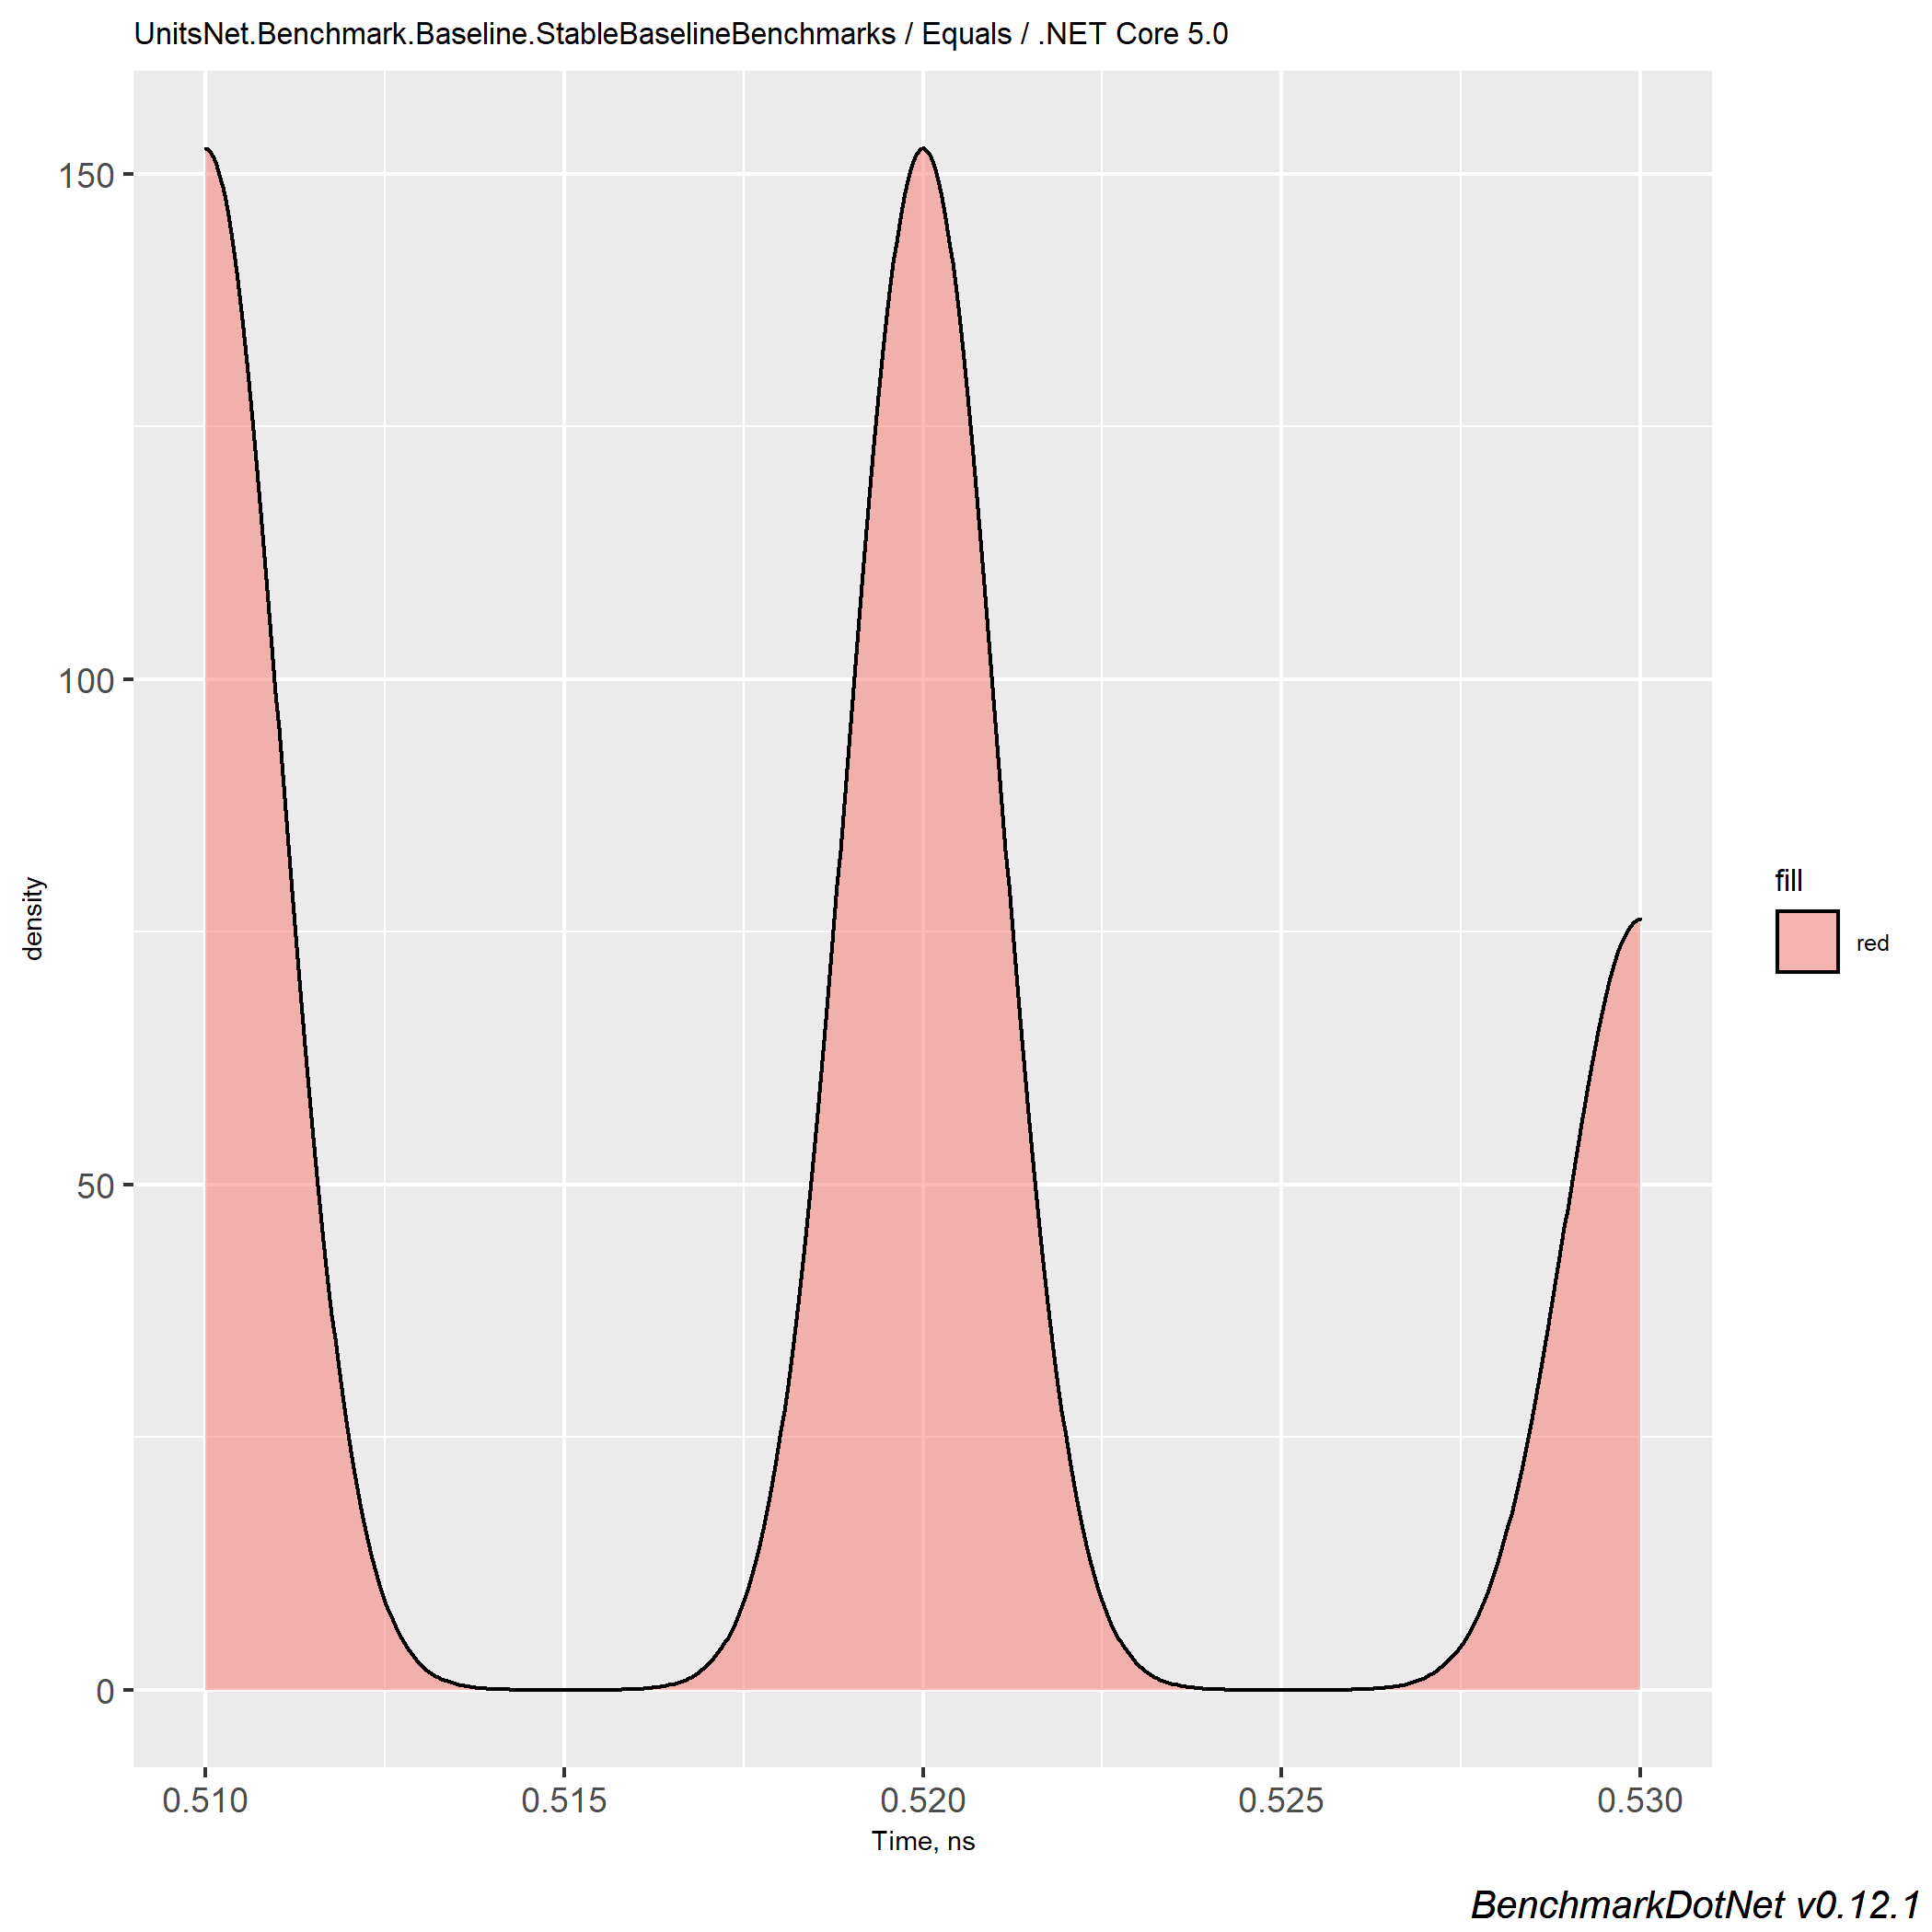 UnitsNet.Benchmark.Baseline.StableBaselineBenchmarks / Equals / .NET Core 5.0
150
100
50
0
density
0.510 0.515 0.520 0.525 0.530
Time, ns
fill
red
BenchmarkDotNet v0.12.1